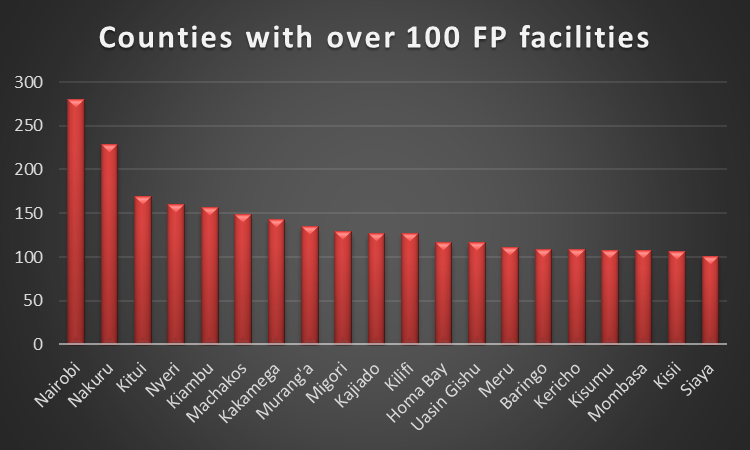 Counties with over 100 FP facilities
300
250
200
150
100
50
0
Nairobi
Nakuru
Kitui
Nyeri
Kiambu
Machakos
Kakamega
Murang'a
Migori
Kajiado
Kilifi
Homa Bay
Uasin Gishu
Meru
Baringo
Kericho
Kisumu
Mombasa
Kisii
Siaya